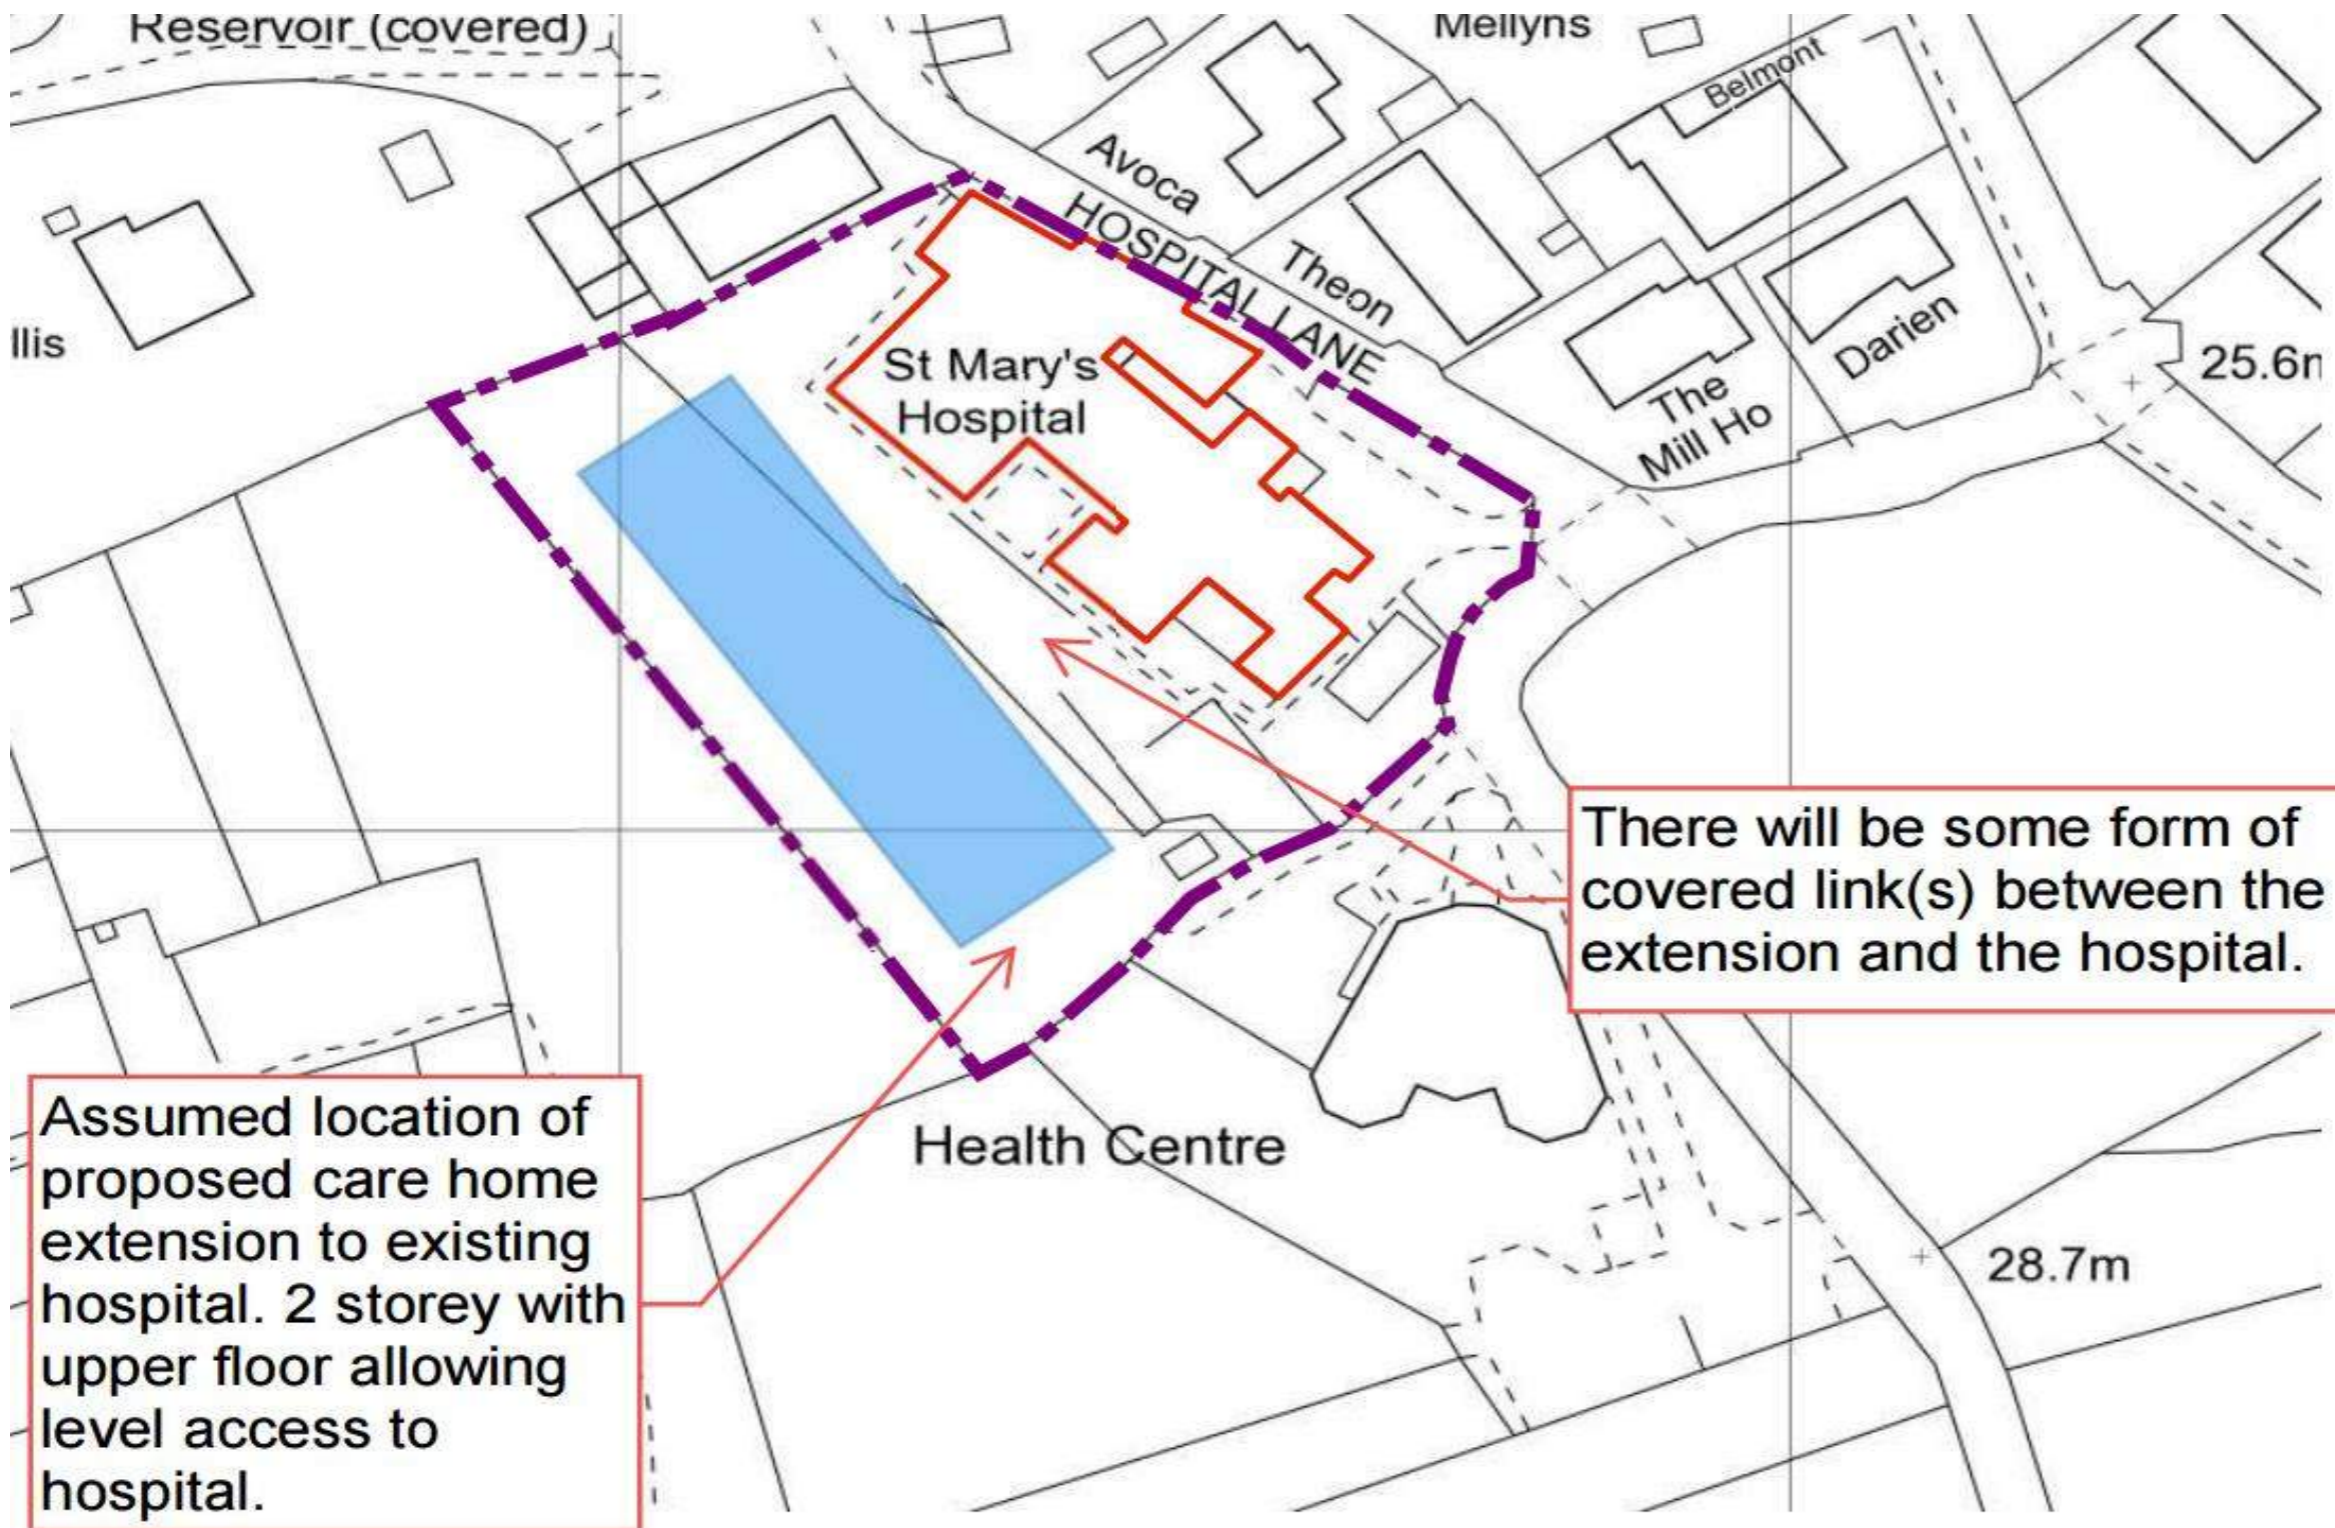 Reservoir (covered)
Mellyns
Belmont
Avoca
HOSPITAL LANE
Theon
llis
St Mary's
Hospital
The
Mill Ho
Darien
25.6m
There will be some form of
covered link(s) between the
extension and the hospital.
Assumed location of
proposed care home
extension to existing
hospital. 2 storey with
upper floor allowing
level access to
hospital.
Health Centre
28.7m